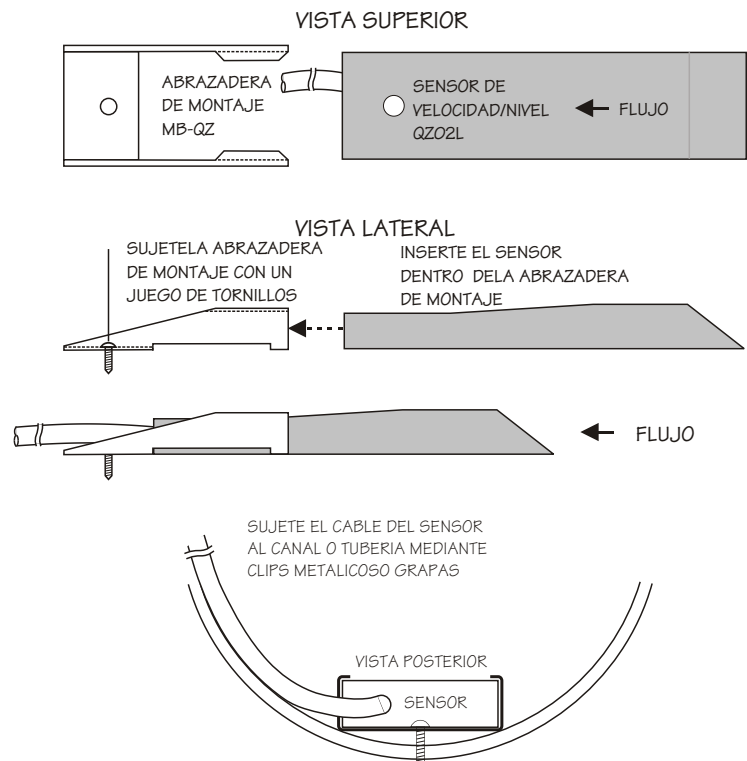 VISTA SUPERIOR
ABRAZADERA
DE MONTAJE
MB-QZ
SENSOR DE
VELOCIDAD/NIVEL
QZ02L
FLUJO
VISTA LATERAL
SUJETELA ABRAZADERA
DE MONTAJE CON UN
JUEGO DE TORNILLOS
INSERTE EL SENSOR
DENTRO DELA ABRAZADERA
DE MONTAJE
FLUJO
SUJETE EL CABLE DEL SENSOR
AL CANAL O TUBERIA MEDIANTE
CLIPS METALICOSO GRAPAS
VISTA POSTERIOR
SENSOR